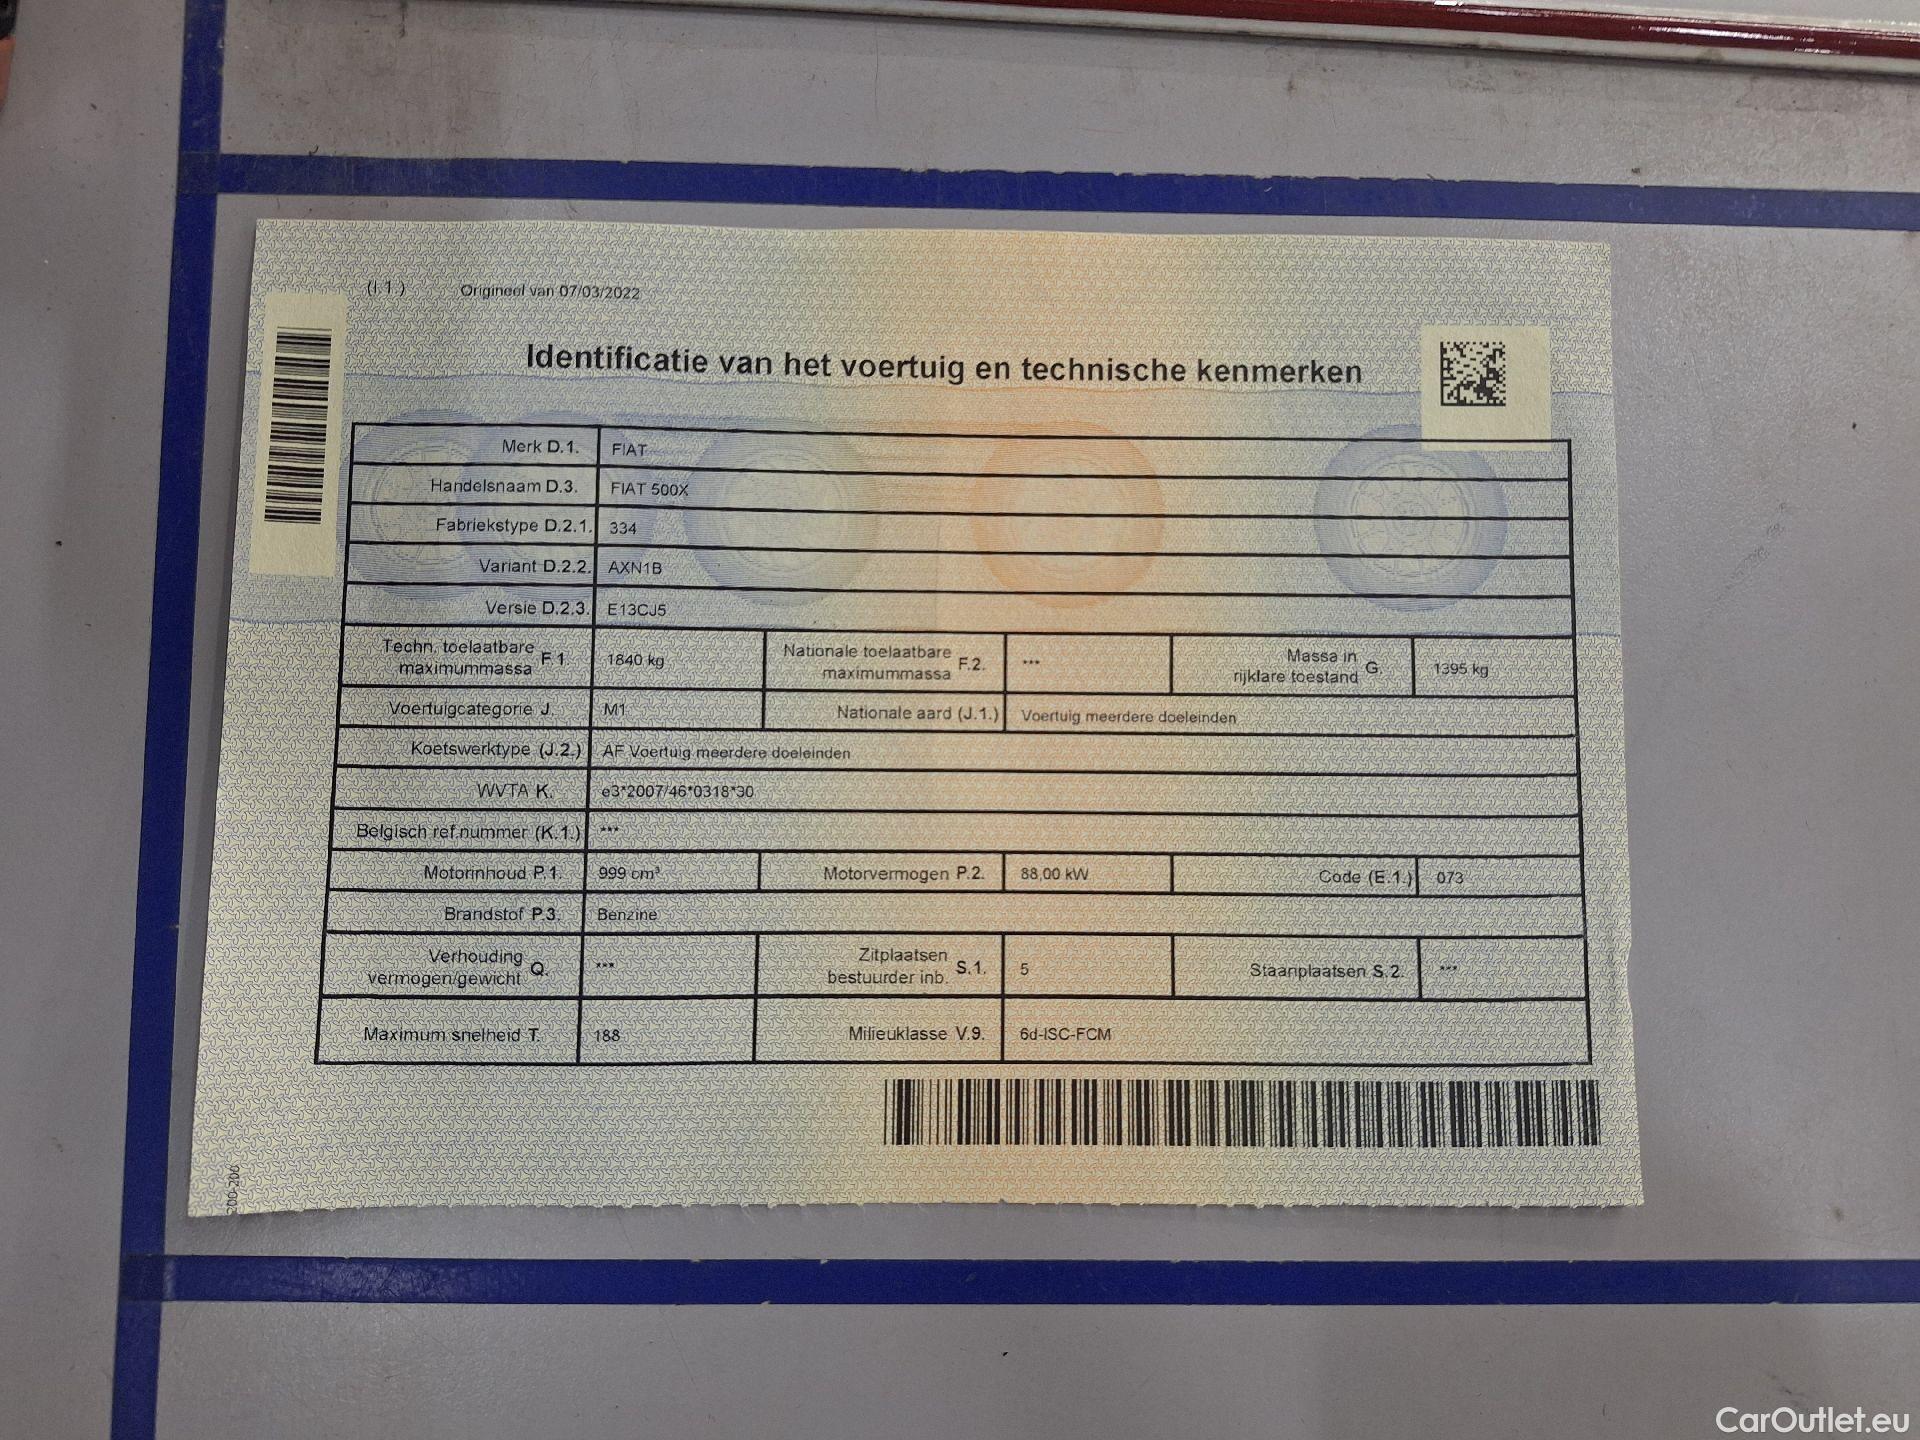 (I.1.) Origineel van 07/03/2022
Identificatie van het voertuig en technische kenmerken
Merk D.1. FIAT
Handelsnaam D.3. FIAT 500X
Fabriekstype D.2.1. 334
Variant D.2.2. AXN1B
Versie D.2.3. E13CJ5
Techn. toelaatbare maximummassa F.1. 1840 kg Nationale toelaatbare maximummassa F.2. *** Massa in rijklare toestand G. 1395 kg
Voertuigcategorie J. M1 Nationale aard (J.1.) Voertuig meerdere doeleinden
Koetswerktype (J.2.) AF Voertuig meerdere doeleinden
WVTA K. e3*2007/46*0318*30
Belgisch ref.nummer (K.1.) ***
Motorinhoud P.1. 999 cm³ Motorvermogen P.2. 88,00 kW Code (E.1.) 073
Brandstof P.3. Benzine
Verhouding vermogen/gewicht Q. *** Zitplaatsen bestuurder inb. S.1. 5 Staanplaatsen S.2. ***
Maximum snelheid T. 188 Milieuklasse V.9. 6d-ISC-FCM
200-200
CarOutlet.eu